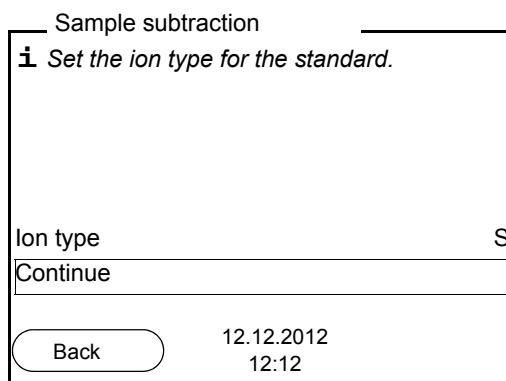 Sample subtraction
i Set the ion type for the standard.
Ion type S
Continue
Back
12.12.2012
12:12